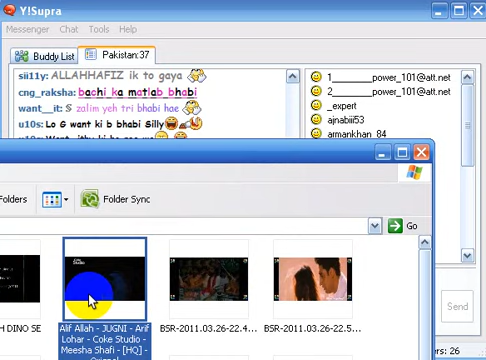 Y!Supra
Messenger Chat Tools Help
Buddy List Pakistan:37
sii11y: ALLAHHAFIZ ik to gaya
cng_raksha: bachi ka matlab bhabi
want__it: S zalim yeh tri bhabi hae
u10s: Lo G want ki b bhabi Silly
u10s:
1________power_101@att.net
2________power_101@att.net
_expert
ajnabiii53
armankhan_84
Folders
Folder Sync
Go
H DINO SE
Alif Allah - JUGNI - Arif
Lohar - Coke Studio -
Meesha Shafi - [HQ] -
BSR-2011.03.26-22.4...
BSR-2011.03.26-22.5...
Send
ers: 26